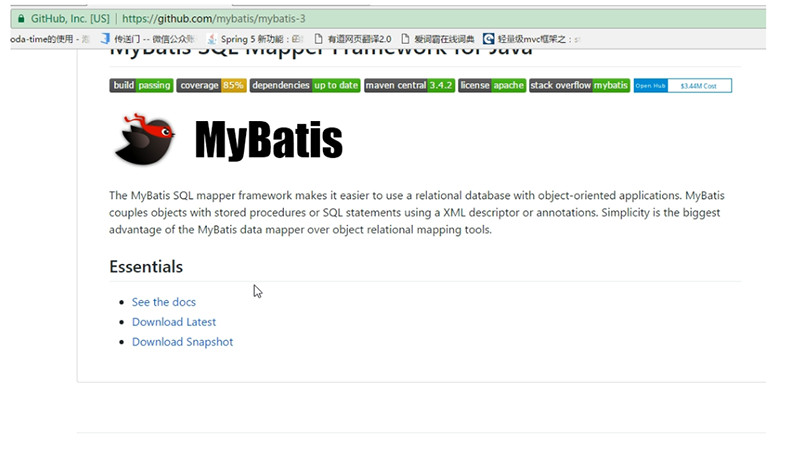 GitHub, Inc. [US] | https://github.com/mybatis/mybatis-3
oda-time的使用 - 传送门 -- 微信公众账 Spring 5 新功能：函 有道网页翻译2.0 爱词霸在线词典 轻量级mvc框架之：
MyBatis SQL Mapper Framework for Java
build passing coverage 85% dependencies up to date maven central 3.4.2 license apache stack overflow mybatis Open Hub $3.44M Cost
MyBatis
The MyBatis SQL mapper framework makes it easier to use a relational database with object-oriented applications. MyBatis
couples objects with stored procedures or SQL statements using a XML descriptor or annotations. Simplicity is the biggest
advantage of the MyBatis data mapper over object relational mapping tools.
Essentials
See the docs
Download Latest
Download Snapshot